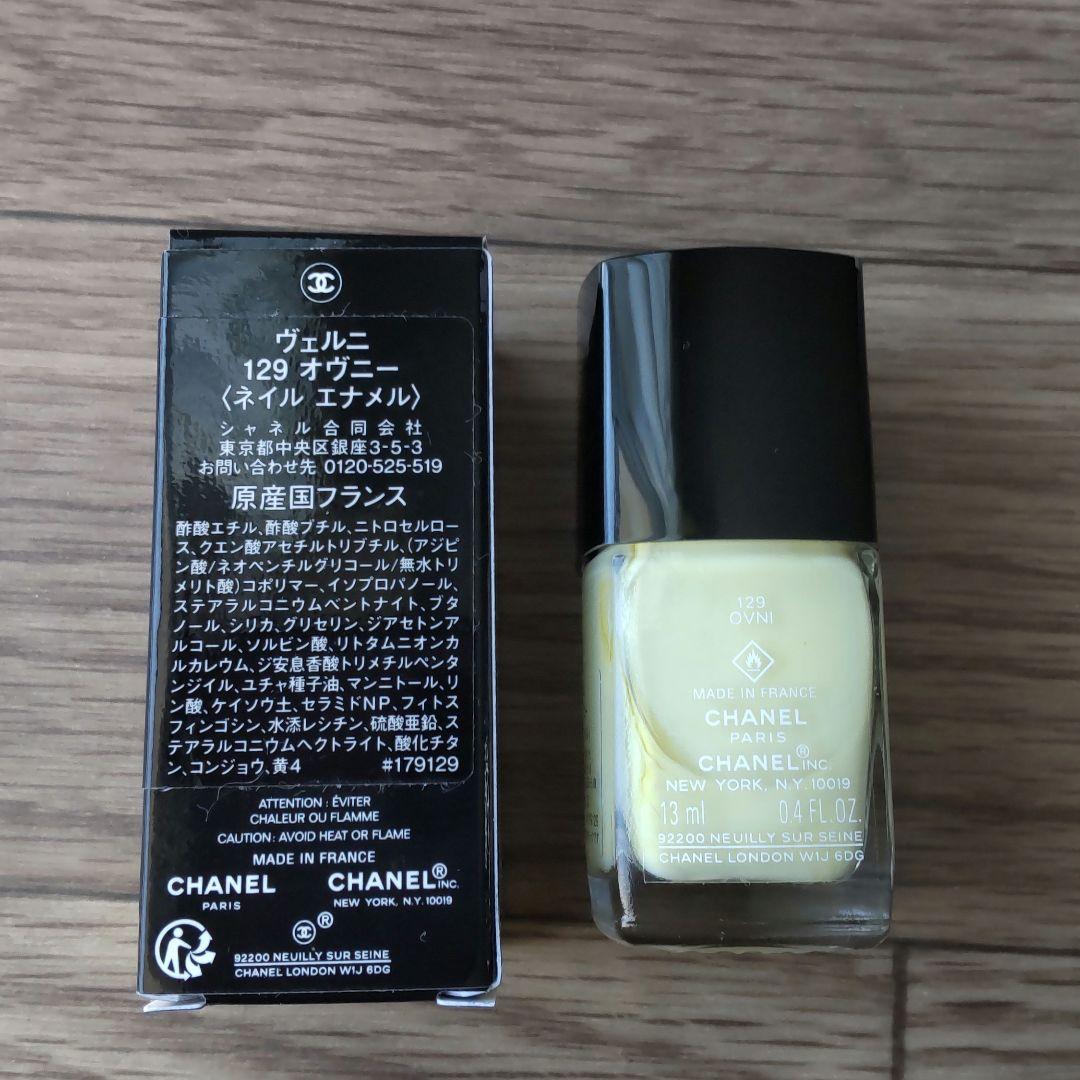 ヴェルニ
129 オヴニー
〈ネイル エナメル〉
シャネル合同会社
東京都中央区銀座3-5-3
お問い合わせ先 0120-525-519
原産国フランス
酢酸エチル、酢酸ブチル、ニトロセルロー
ス、クエン酸アセチルトリブチル、(アジピ
ン酸/ネオペンチルグリコール/無水トリ
メリト酸)コポリマー、イソプロパノール、
ステアラルコニウムベントナイト、ブタ
ノール、シリカ、グリセリン、ジアセトンア
ルコール、ソルビン酸、リトタムニオンカ
ルカレウム、ジ安息香酸トリメチルペンタ
ンジイル、ユチャ種子油、マンニトール、リ
ン酸、ケイソウ土、セラミドNP、フィトス
フィンゴシン、水添レシチン、硫酸亜鉛、ス
テアラルコニウムヘクトライト、酸化チタ
ン、コンジョウ、黄4 #179129
ATTENTION : ÉVITER
CHALEUR OU FLAMME
CAUTION: AVOID HEAT OR FLAME
MADE IN FRANCE
CHANEL
PARIS
CHANEL® INC.
NEW YORK, N.Y. 10019
®
92200 NEUILLY SUR SEINE
CHANEL LONDON W1J 6DG
129
OVNI
MADE IN FRANCE
CHANEL
PARIS
CHANEL® INC.
NEW YORK, N.Y. 10019
13 ml 0.4 FL.OZ.
92200 NEUILLY SUR SEINE
CHANEL LONDON W1J 6DG